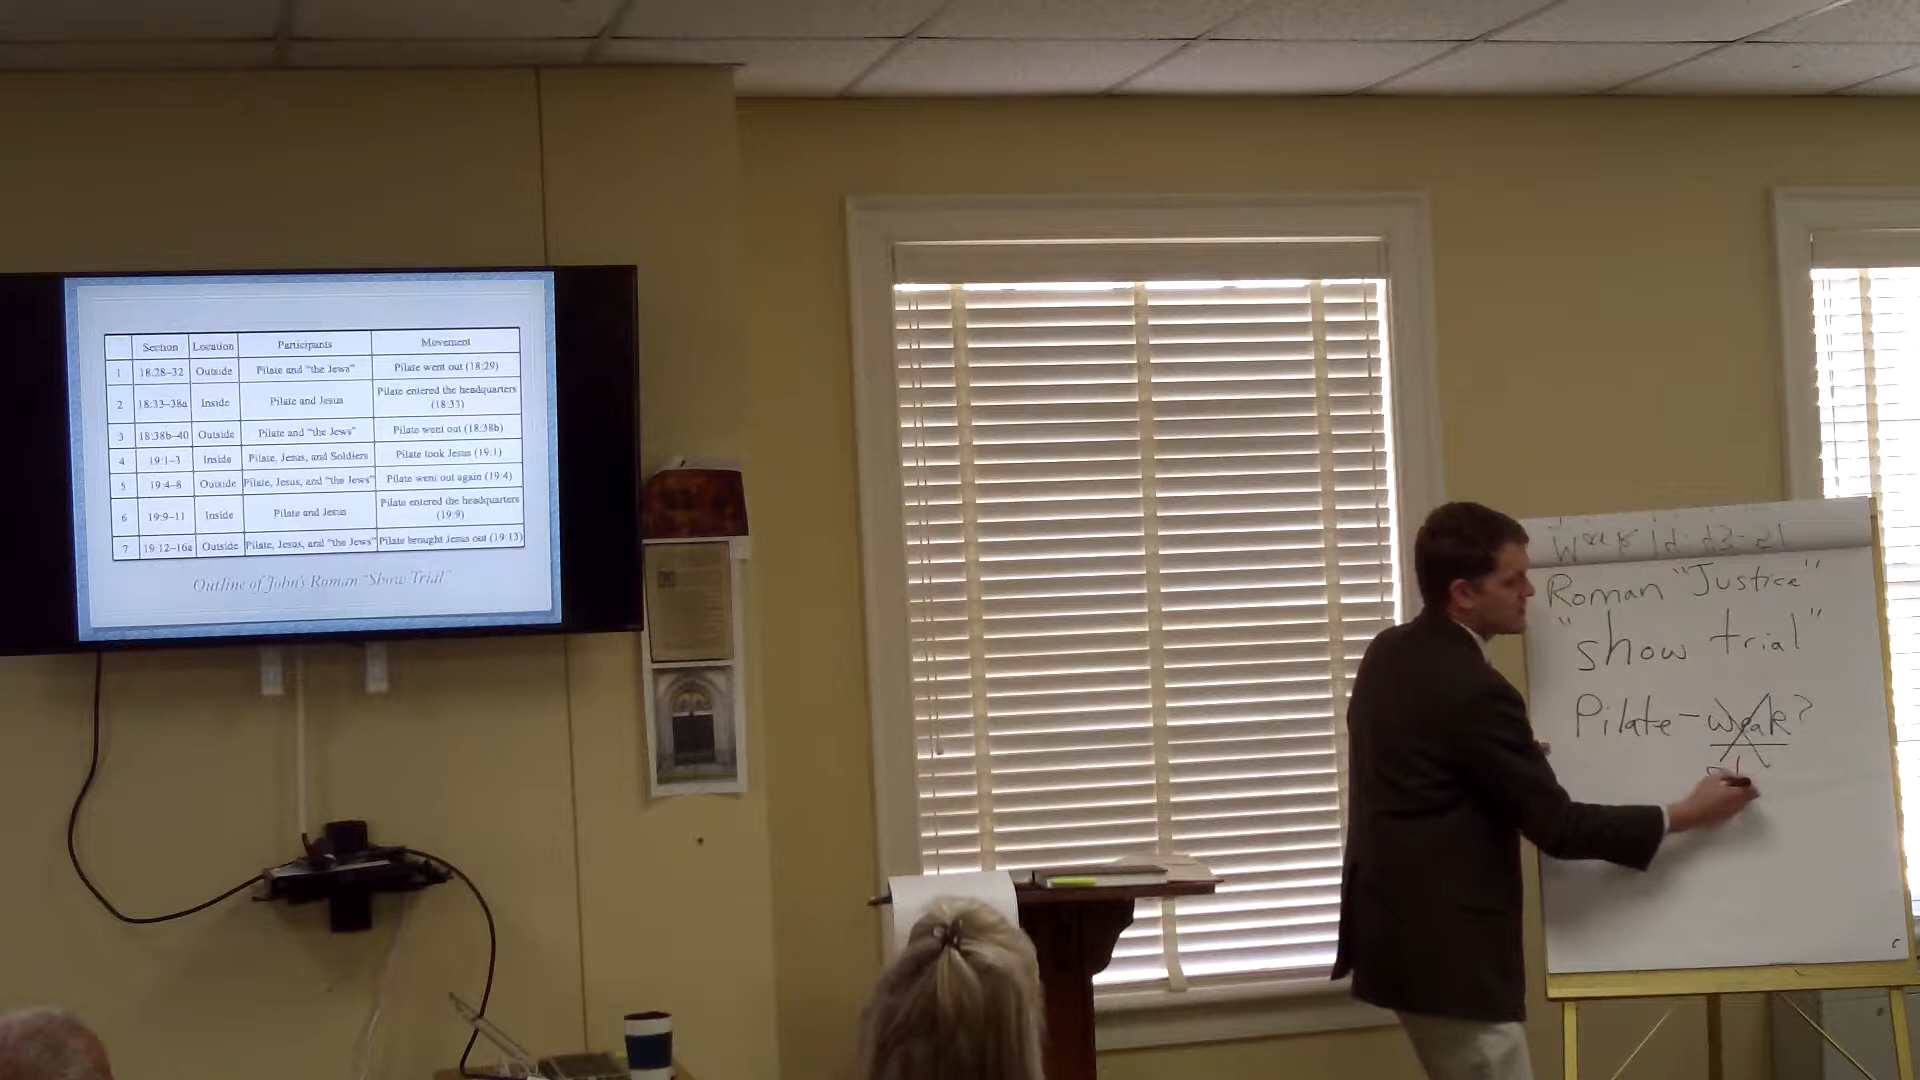 Section Location Participants Movement
1 18:28–32 Outside Pilate and "the Jews" Pilate went out (18:29)
2 18:33–38a Inside Pilate and Jesus Pilate entered the headquarters
(18:33)
3 18:38b–40 Outside Pilate and "the Jews" Pilate went out (18:38b)
4 19:1–3 Inside Pilate, Jesus, and Soldiers Pilate took Jesus (19:1)
5 19:4–8 Outside Pilate, Jesus, and "the Jews" Pilate went out again (19:4)
6 19:9–11 Inside Pilate and Jesus Pilate entered the headquarters
(19:9)
7 19:12–16a Outside Pilate, Jesus, and "the Jews" Pilate brought Jesus out (19:13)
Outline of John's Roman "Show Trial"
Roman "Justice"
"show trial"
Pilate - weak?